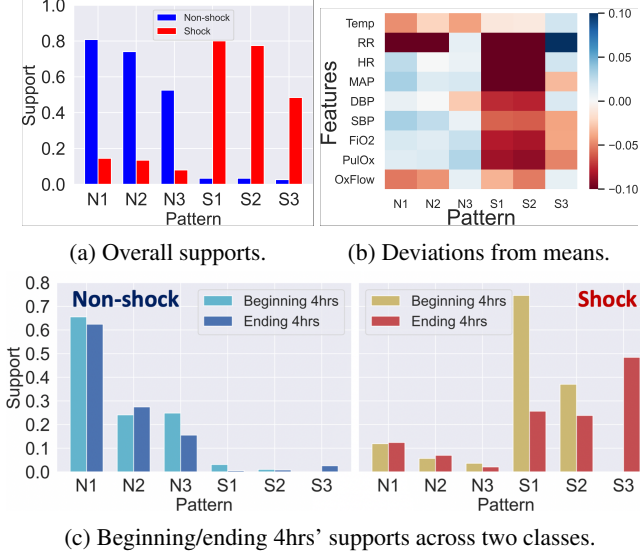 Non-shock
Shock
0.8
0.6
0.4
0.2
0.0
Support
N1 N2 N3 S1 S2 S3
Pattern
(a) Overall supports.
Temp
RR
HR
MAP
DBP
SBP
FiO2
PulOx
OxFlow
Features
N1 N2 N3 S1 S2 S3
Pattern
0.10
0.05
0.00
−0.05
−0.10
(b) Deviations from means.
0.8
0.7
0.6
0.5
0.4
0.3
0.2
0.1
0.0
Support
Non-shock
Beginning 4hrs
Ending 4hrs
N1 N2 N3 S1 S2 S3
Pattern
Beginning 4hrs
Ending 4hrs
Shock
N1 N2 N3 S1 S2 S3
Pattern
(c) Beginning/ending 4hrs’ supports across two classes.